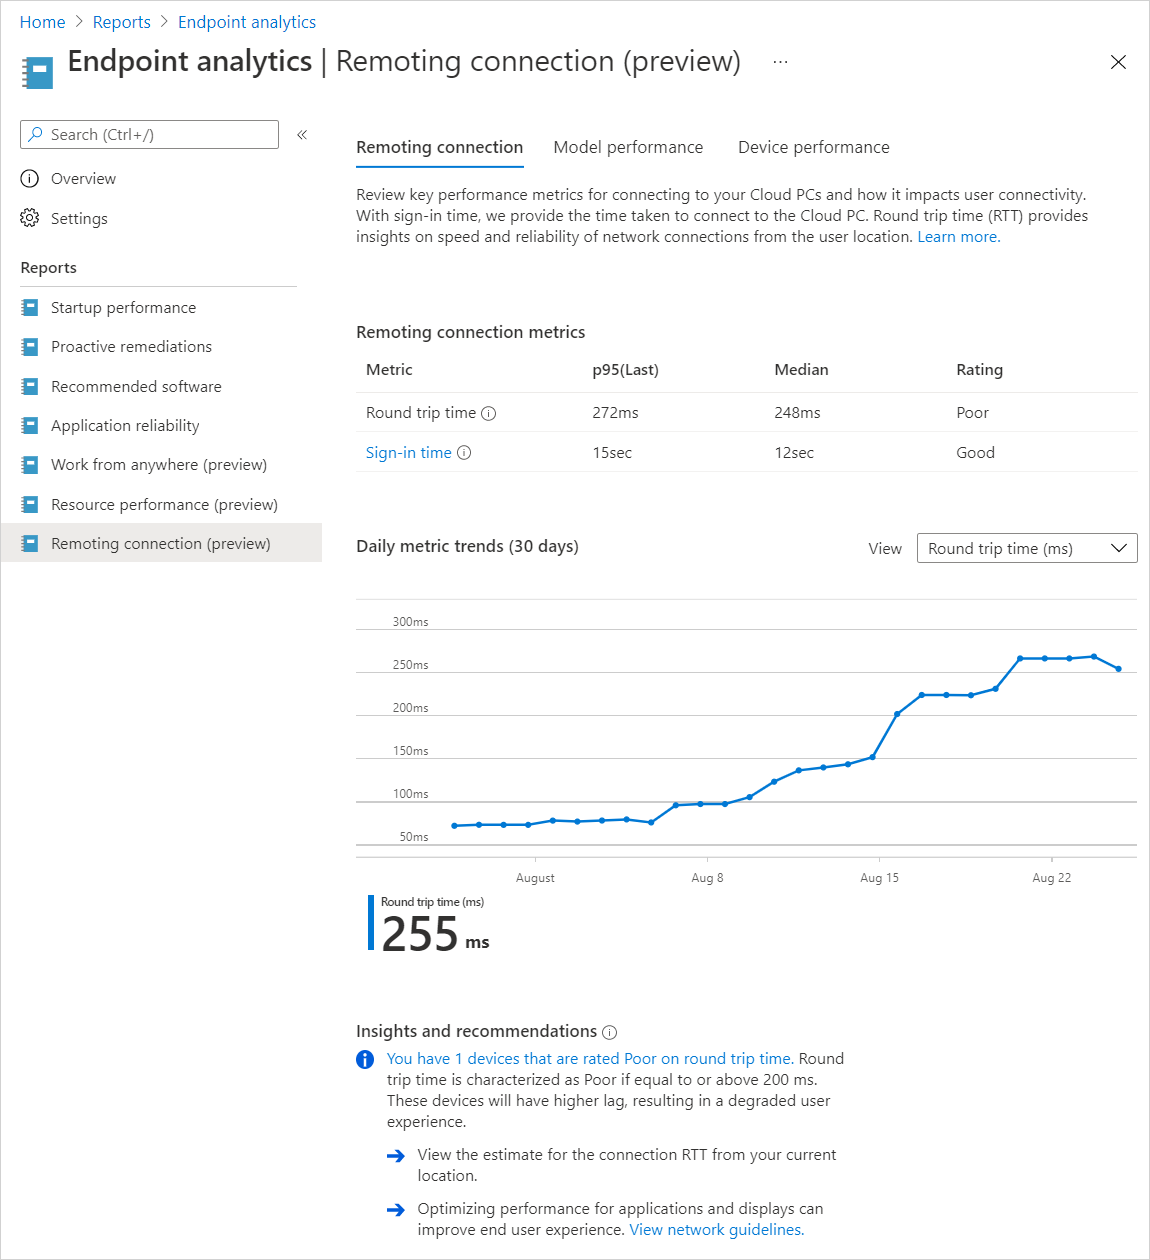 Home > Reports > Endpoint analytics
Endpoint analytics | Remoting connection (preview) ...
Search (Ctrl+/)
«
Overview
Settings
Reports
Startup performance
Proactive remediations
Recommended software
Application reliability
Work from anywhere (preview)
Resource performance (preview)
Remoting connection (preview)
Remoting connection Model performance Device performance
Review key performance metrics for connecting to your Cloud PCs and how it impacts user connectivity.
With sign-in time, we provide the time taken to connect to the Cloud PC. Round trip time (RTT) provides
insights on speed and reliability of network connections from the user location. Learn more.
Remoting connection metrics
Metric p95(Last) Median Rating
Round trip time 272ms 248ms Poor
Sign-in time 15sec 12sec Good
Daily metric trends (30 days)
View Round trip time (ms)
300ms
250ms
200ms
150ms
100ms
50ms
August Aug 8 Aug 15 Aug 22
Round trip time (ms)
255 ms
Insights and recommendations
You have 1 devices that are rated Poor on round trip time. Round
trip time is characterized as Poor if equal to or above 200 ms.
These devices will have higher lag, resulting in a degraded user
experience.
View the estimate for the connection RTT from your current
location.
Optimizing performance for applications and displays can
improve end user experience. View network guidelines.